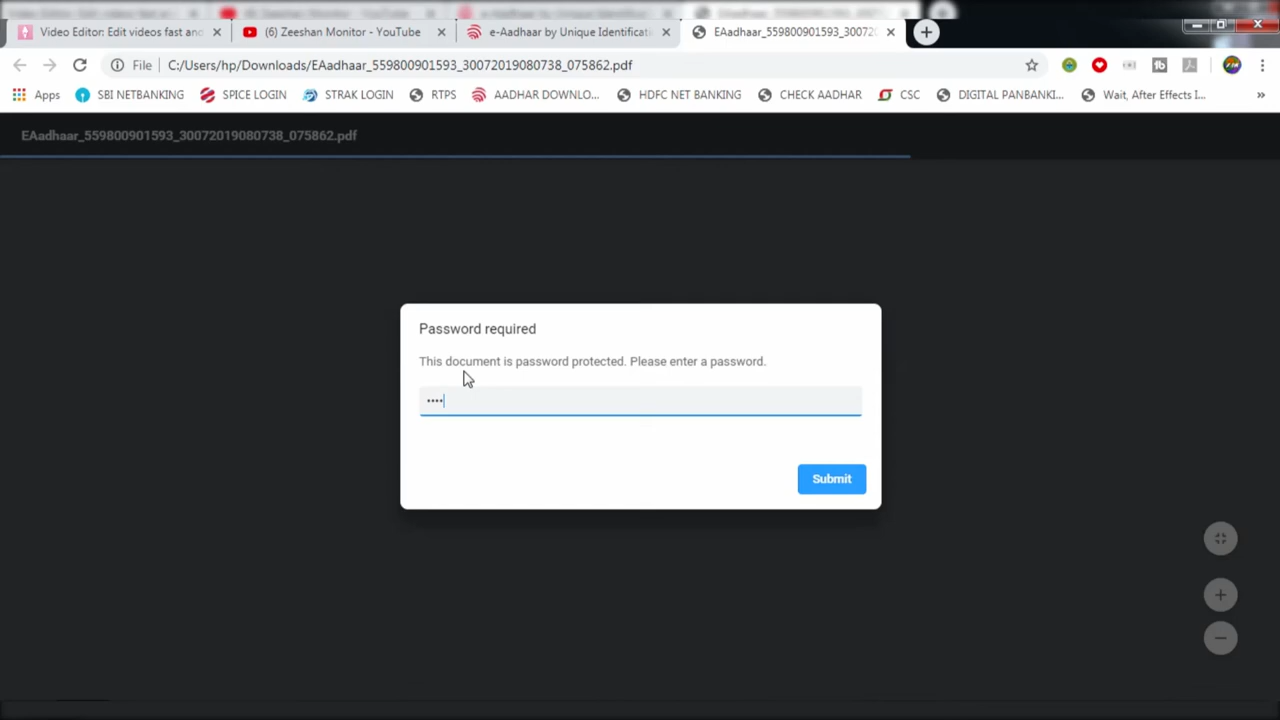 Video Editor: Edit videos fast and
(6) Zeeshan Monitor - YouTube
e-Aadhaar by Unique Identificati
EAadhaar_559800901593_30072
File
C:/Users/hp/Downloads/EAadhaar_559800901593_30072019080738_075862.pdf
Apps
SBI NETBANKING
SPICE LOGIN
STRAK LOGIN
RTPS
AADHAR DOWNLO...
HDFC NET BANKING
CHECK AADHAR
CSC
DIGITAL PANBANKI...
Wait, After Effects I...
EAadhaar_559800901593_30072019080738_075862.pdf
Password required
This document is password protected. Please enter a password.
Submit